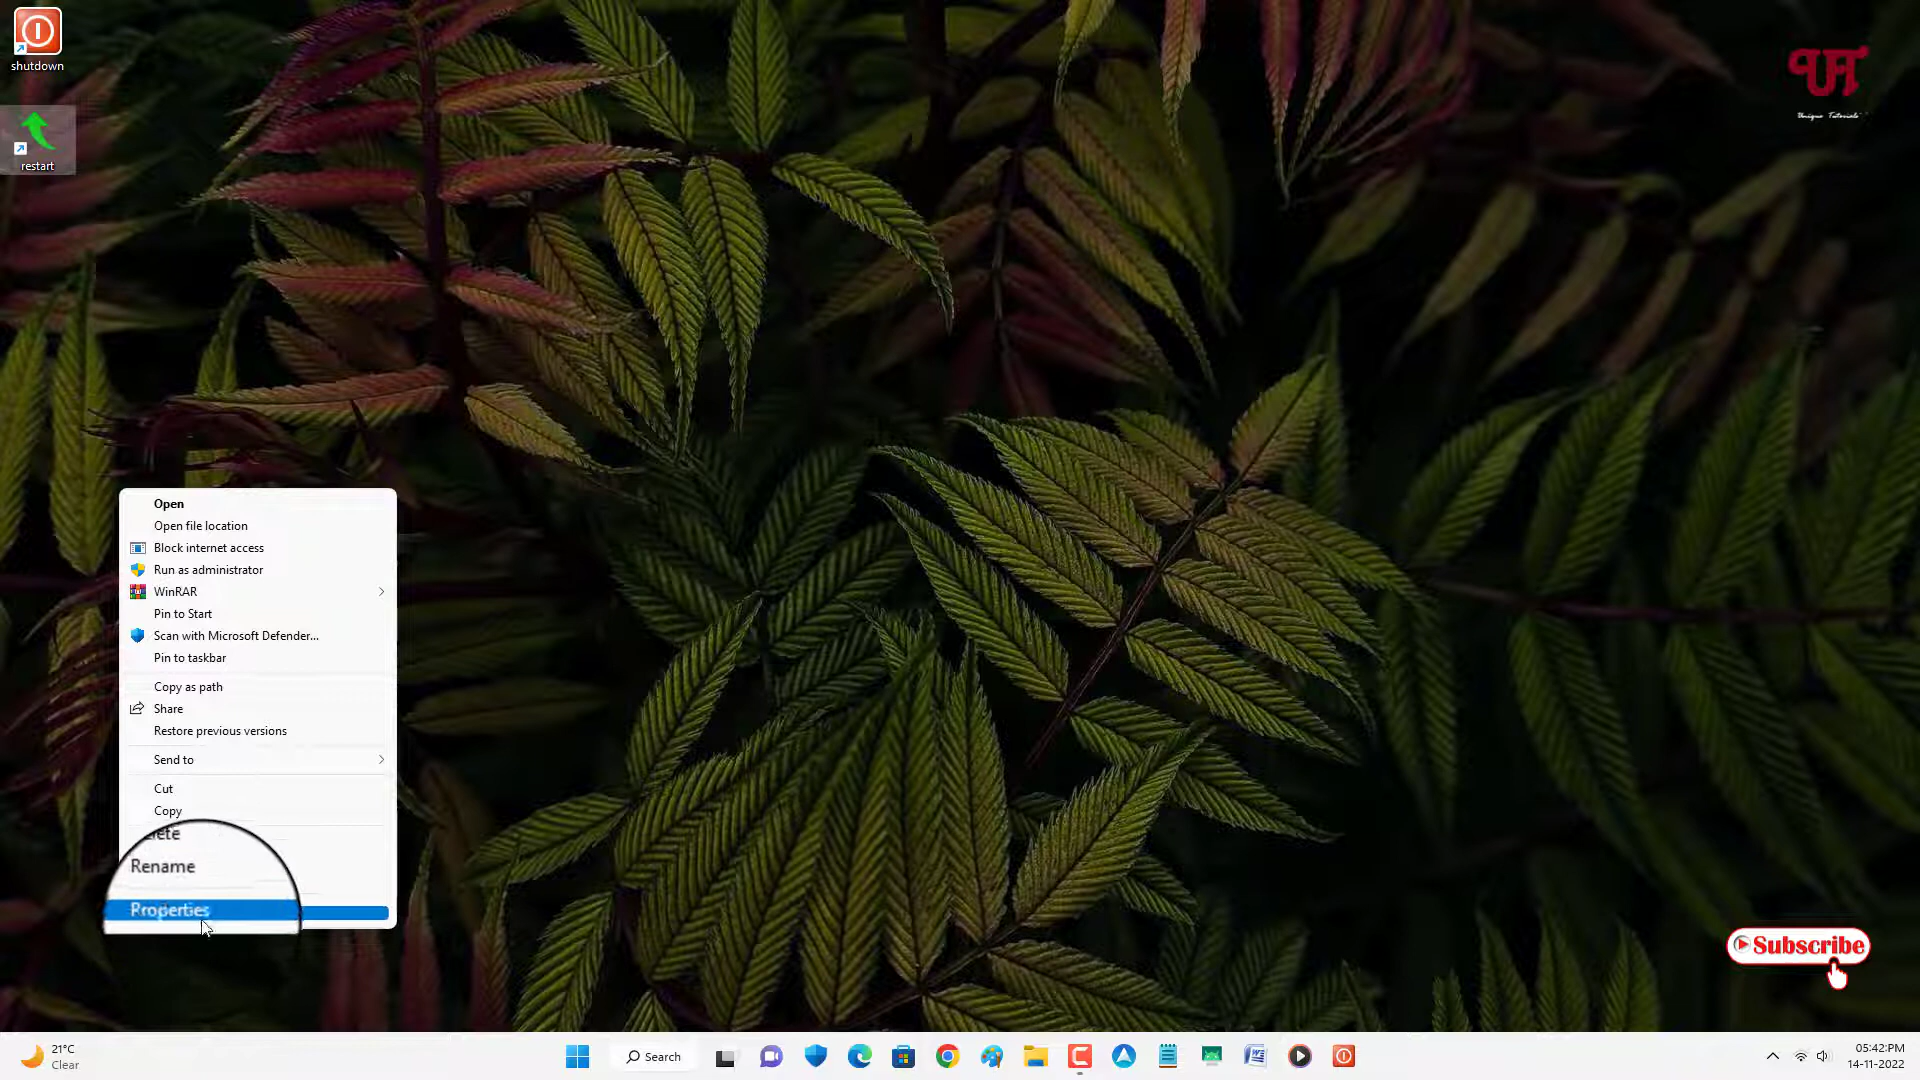 shutdown
restart
Unique Tutorials
Open
Open file location
Block internet access
Run as administrator
WinRAR
Pin to Start
Scan with Microsoft Defender...
Pin to taskbar
Copy as path
Share
Restore previous versions
Send to
Cut
Copy
Rename
Properties
Subscribe
21°C
Clear
Search
05:42:PM
14-11-2022